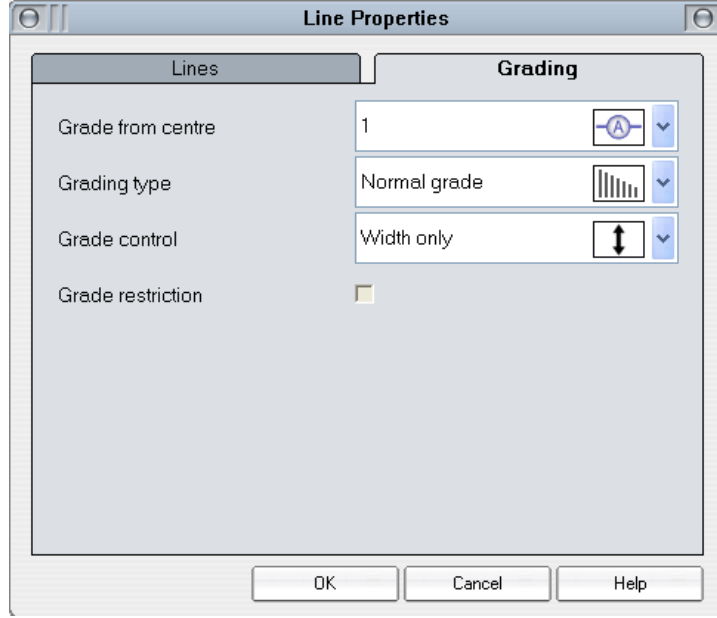 Line Properties
Lines
Grading
Grade from centre
1
A
Grading type
Normal grade
Grade control
Width only
Grade restriction
OK
Cancel
Help